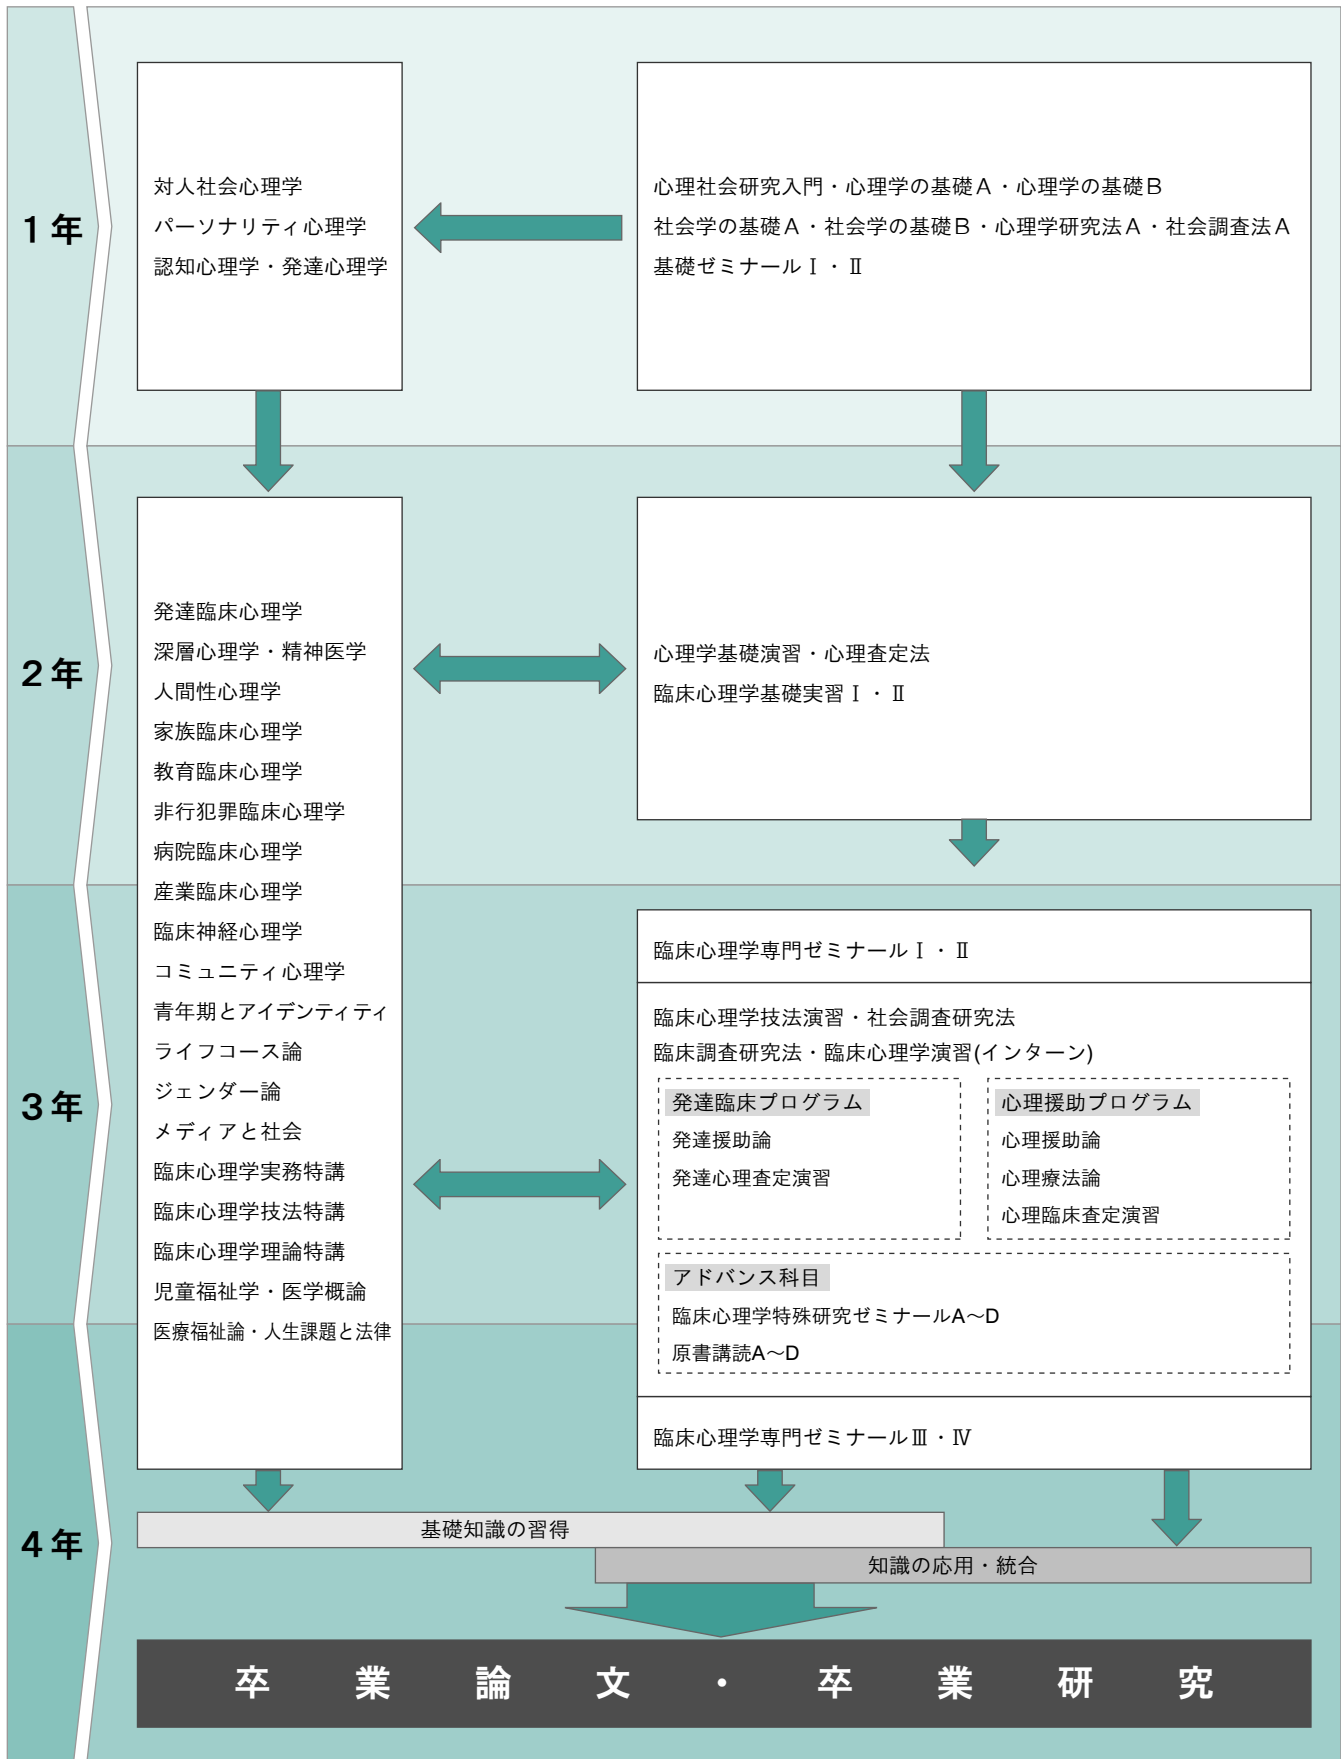 1年
対人社会心理学
パーソナリティ心理学
認知心理学・発達心理学
心理社会研究入門・心理学の基礎A・心理学の基礎B
社会学の基礎A・社会学の基礎B・心理学研究法A・社会調査法A
基礎ゼミナールⅠ・Ⅱ
2年
発達臨床心理学
深層心理学・精神医学
人間性心理学
家族臨床心理学
教育臨床心理学
非行犯罪臨床心理学
病院臨床心理学
産業臨床心理学
臨床神経心理学
コミュニティ心理学
青年期とアイデンティティ
ライフコース論
ジェンダー論
メディアと社会
臨床心理学実務特講
臨床心理学技法特講
臨床心理学理論特講
児童福祉学・医学概論
医療福祉論・人生課題と法律
心理学基礎演習・心理査定法
臨床心理学基礎実習Ⅰ・Ⅱ
3年
臨床心理学専門ゼミナールⅠ・Ⅱ
臨床心理学技法演習・社会調査研究法
臨床調査研究法・臨床心理学演習(インターン)
発達臨床プログラム
発達援助論
発達心理査定演習
心理援助プログラム
心理援助論
心理療法論
心理臨床査定演習
アドバンス科目
臨床心理学特殊研究ゼミナールA～D
原書講読A～D
臨床心理学専門ゼミナールⅢ・Ⅳ
4年
基礎知識の習得
知識の応用・統合
卒業論文・卒業研究